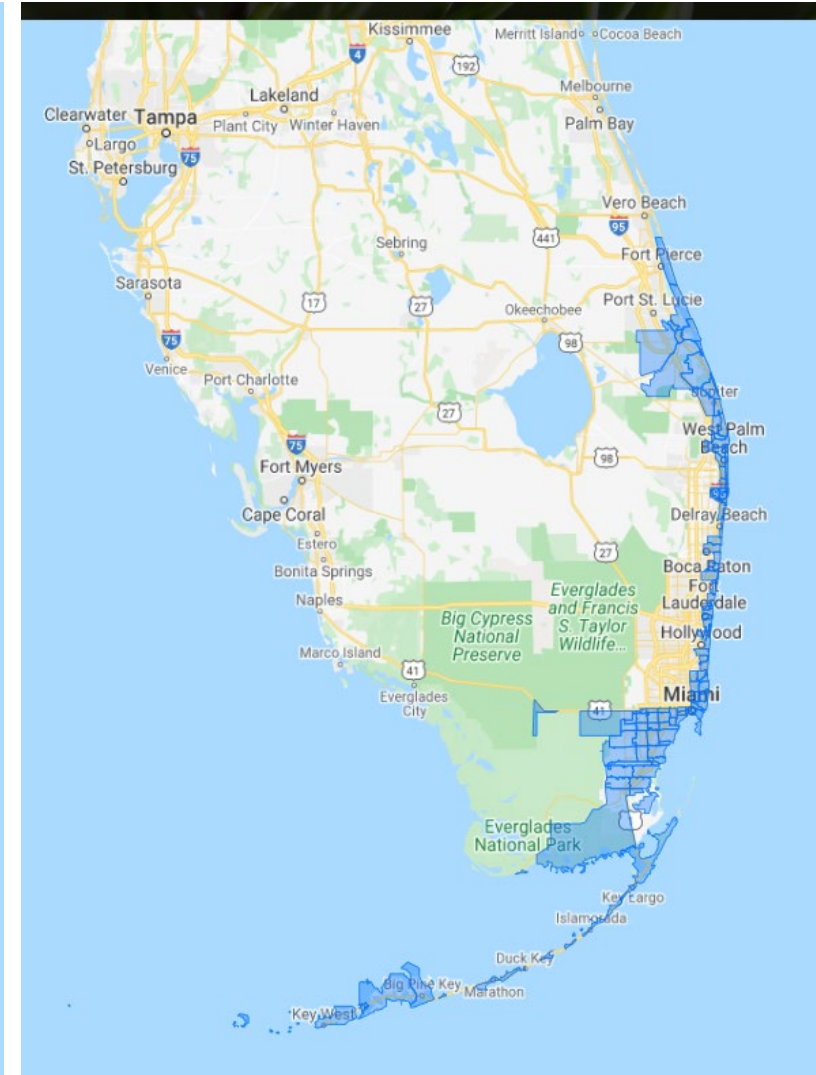 Kissimmee
Merritt Island
Cocoa Beach
4
192
Melbourne
Lakeland
Clearwater
Tampa
Plant City
Winter Haven
Palm Bay
Largo
75
St. Petersburg
Vero Beach
95
441
Sebring
Fort Pierce
Sarasota
17
27
Okeechobee
Port St. Lucie
75
98
Venice
Port Charlotte
Jupiter
27
West Palm
Beach
75
98
Fort Myers
Cape Coral
Delray Beach
Estero
27
Bonita Springs
Boca Raton
Naples
Everglades
and Francis
S. Taylor
Wildlife...
Fort
Lauderdale
Big Cypress
National
Preserve
Hollywood
Marco Island
41
Everglades
City
Miami
41
Everglades
National Park
Key Largo
Islamorada
Duck Key
Big Pine Key
Marathon
Key West